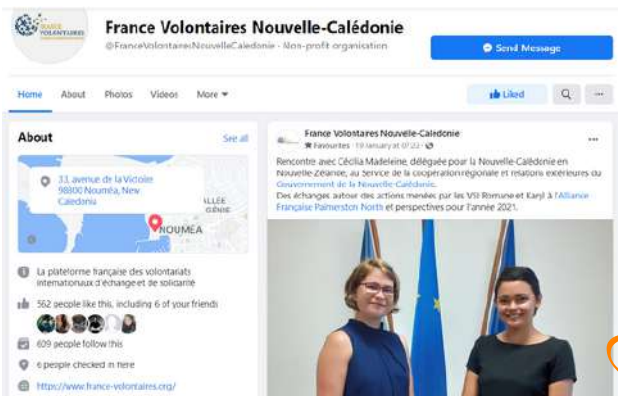 FRANCE
VOLONTAIRES
France Volontaires Nouvelle-Calédonie
@FranceVolontairesNouvelleCaledonie · Non-profit organisation
Send Message
Home
About
Photos
Videos
More
Liked
About
See all
33, avenue de la Victoire
98800 Nouméa, New
Caledonia
VALLÉE
GÉNIE
NOUMÉA
La plateforme française des volontariats
internationaux d'échange et de solidarité
562 people like this, including 6 of your friends
609 people follow this
6 people checked in here
https://www.france-volontaires.org/
France Volontaires Nouvelle-Calédonie
Favourites · 19 January at 07:22 ·
Rencontre avec Cécilia Madeleine, déléguée pour la Nouvelle-Calédonie en
Nouvelle-Zélande, au Service de la coopération régionale et relations extérieures du
Gouvernement de la Nouvelle-Calédonie.
Des échanges autour des actions menées par les VSI Romane et Karyl à l'Alliance
Française Palmerston North et perspectives pour l'année 2021.